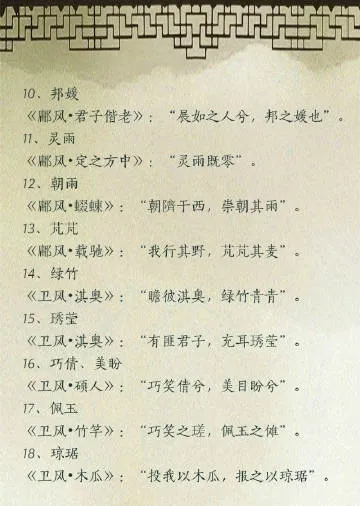 10、邦媛
《鄘风•君子偕老》：“展如之人兮，邦之媛也”。
11、灵雨
《鄘风•定之方中》：“灵雨既零”。
12、朝雨
《鄘风•蝃蝀》：“朝隮于西，崇朝其雨”。
13、芃芃
《鄘风•载驰》：“我行其野，芃芃其麦”。
14、绿竹
《卫风•淇奥》：“瞻彼淇奥，绿竹青青”。
15、琇莹
《卫风•淇奥》：“有匪君子，充耳琇莹”。
16、巧倩、美盼
《卫风•硕人》：“巧笑倩兮，美目盼兮”。
17、佩玉
《卫风•竹竿》：“巧笑之瑳，佩玉之傩”。
18、琼琚
《卫风•木瓜》：“投我以木瓜，报之以琼琚”。